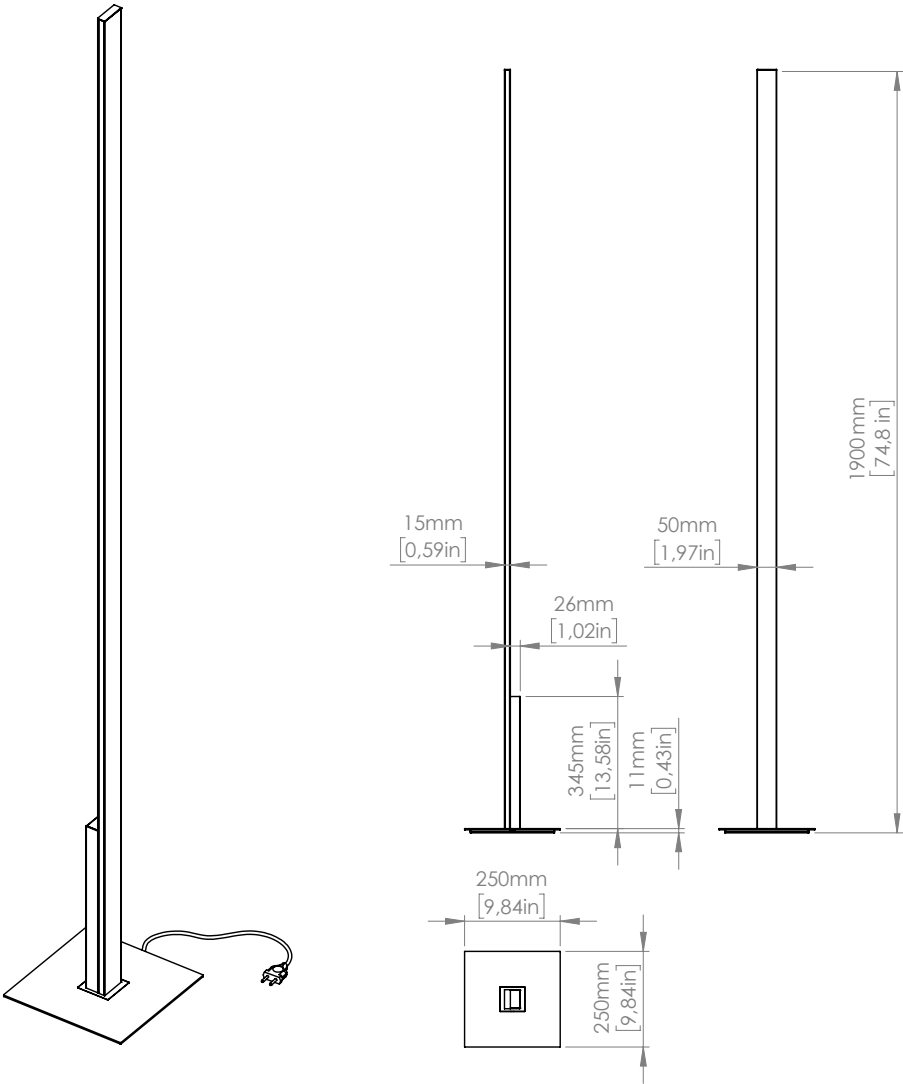 1900mm
[74,8 in]
15mm
[0,59in]
50mm
[1,97in]
26mm
[1,02in]
345mm
[13,58in]
11mm
[0,43in]
250mm
[9,84in]
250mm
[9,84in]